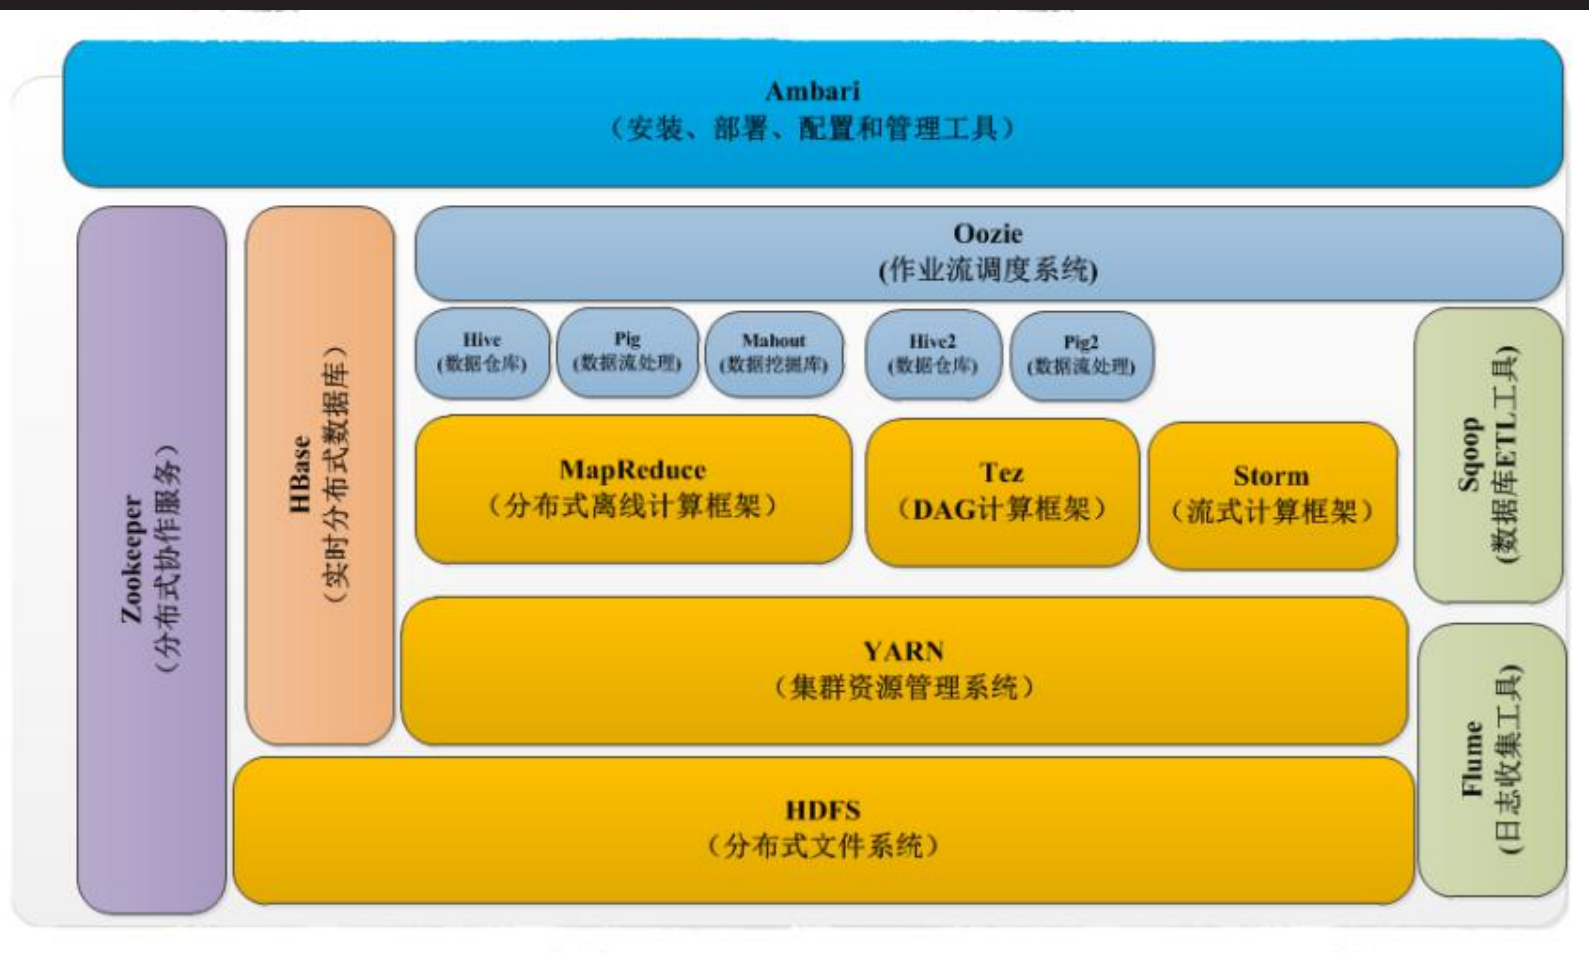 Ambari
（安装、部署、配置和管理工具）
Zookeeper
（分布式协作服务）
HBase
（实时分布式数据库）
Oozie
(作业流调度系统)
Hive
(数据仓库)
Pig
(数据流处理)
Mahout
(数据挖掘库)
Hive2
(数据仓库)
Pig2
(数据流处理)
MapReduce
（分布式离线计算框架）
Tez
（DAG计算框架）
Storm
（流式计算框架）
Sqoop
(数据库ETL工具)
YARN
（集群资源管理系统）
Flume
(日志收集工具)
HDFS
（分布式文件系统）